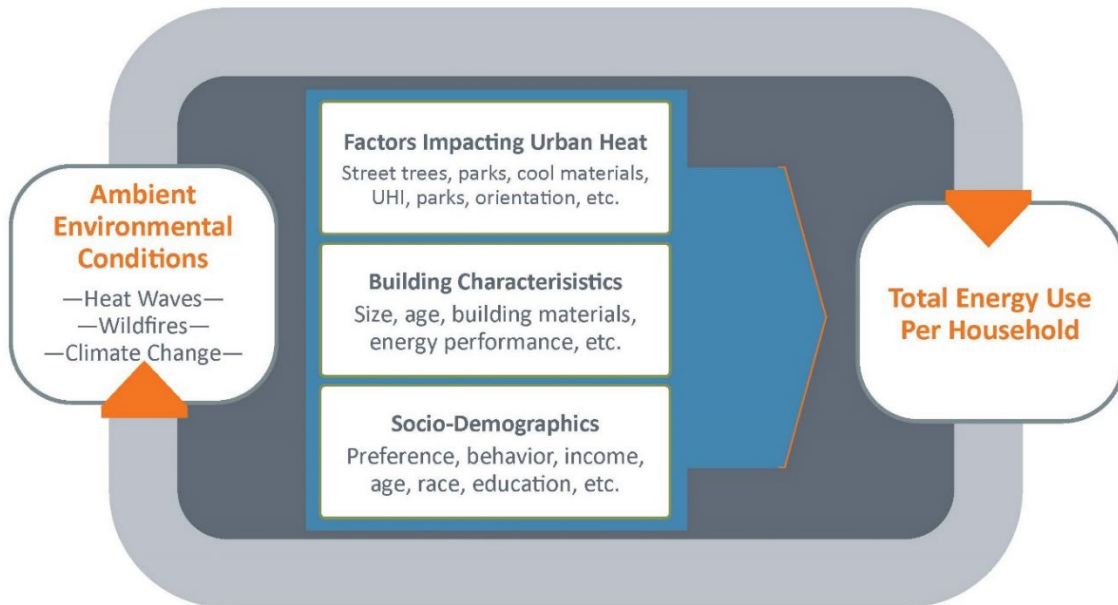 Ambient
Environmental
Conditions
—Heat Waves—
—Wildfires—
—Climate Change—
Factors Impacting Urban Heat
Street trees, parks, cool materials,
UHI, parks, orientation, etc.
Building Characterisistics
Size, age, building materials,
energy performance, etc.
Socio-Demographics
Preference, behavior, income,
age, race, education, etc.
Total Energy Use
Per Household